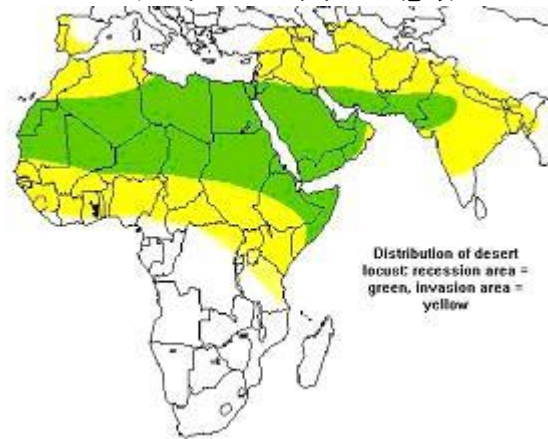 Distribution of desert
locust: recession area =
green, invasion area =
yellow